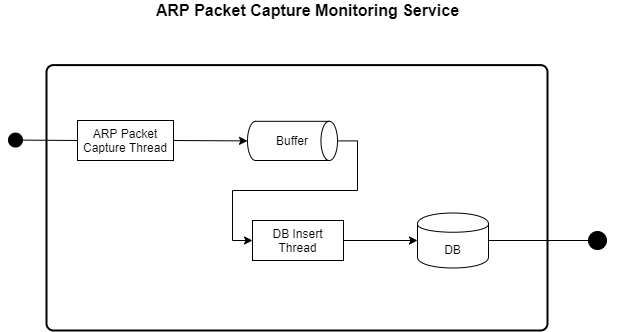 ARP Packet Capture Monitoring Service
ARP Packet
Capture Thread
Buffer
DB Insert
Thread
DB